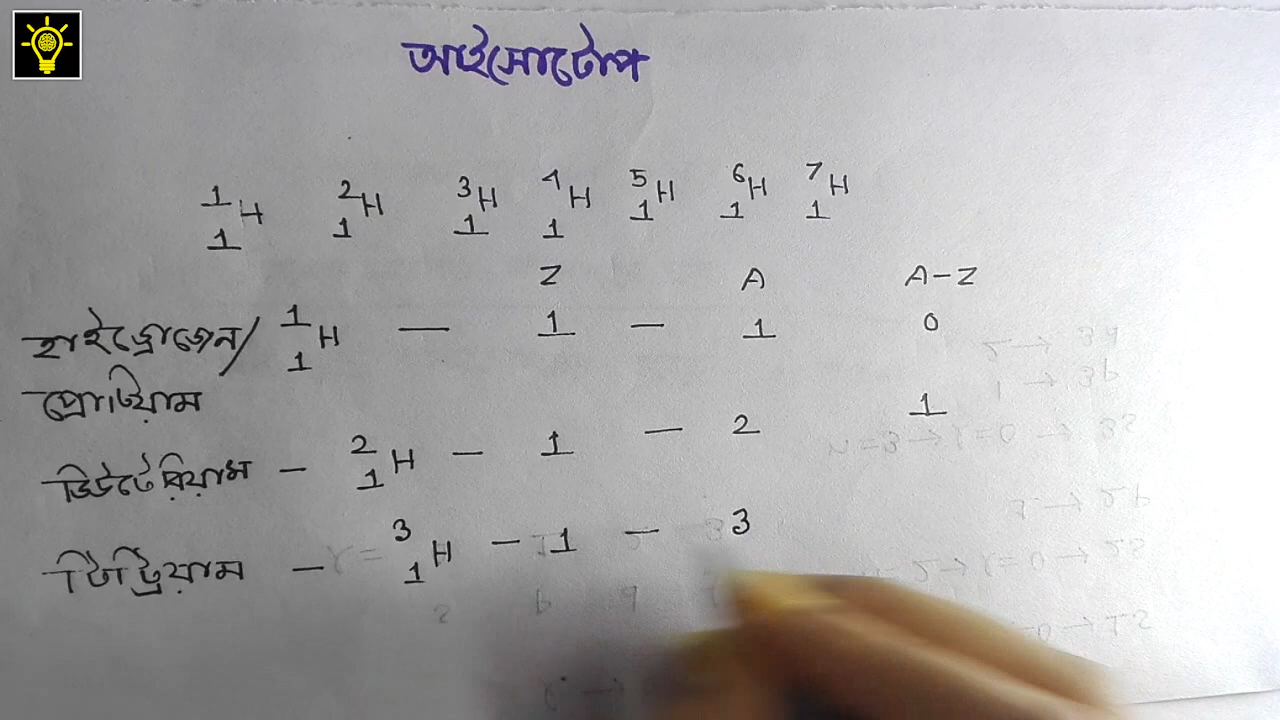 আইসোটোপ
¹₁H ²₁H ³₁H ⁴₁H ⁵₁H ⁶₁H ⁷₁H
Z A A-Z
হাইড্রোজেন/ ¹₁H — 1 — 1 0
প্রোটিয়াম
ডিউটেরিয়াম — ²₁H — 1 — 2 1
টিট্রিয়াম — ³₁H — 1 — 3